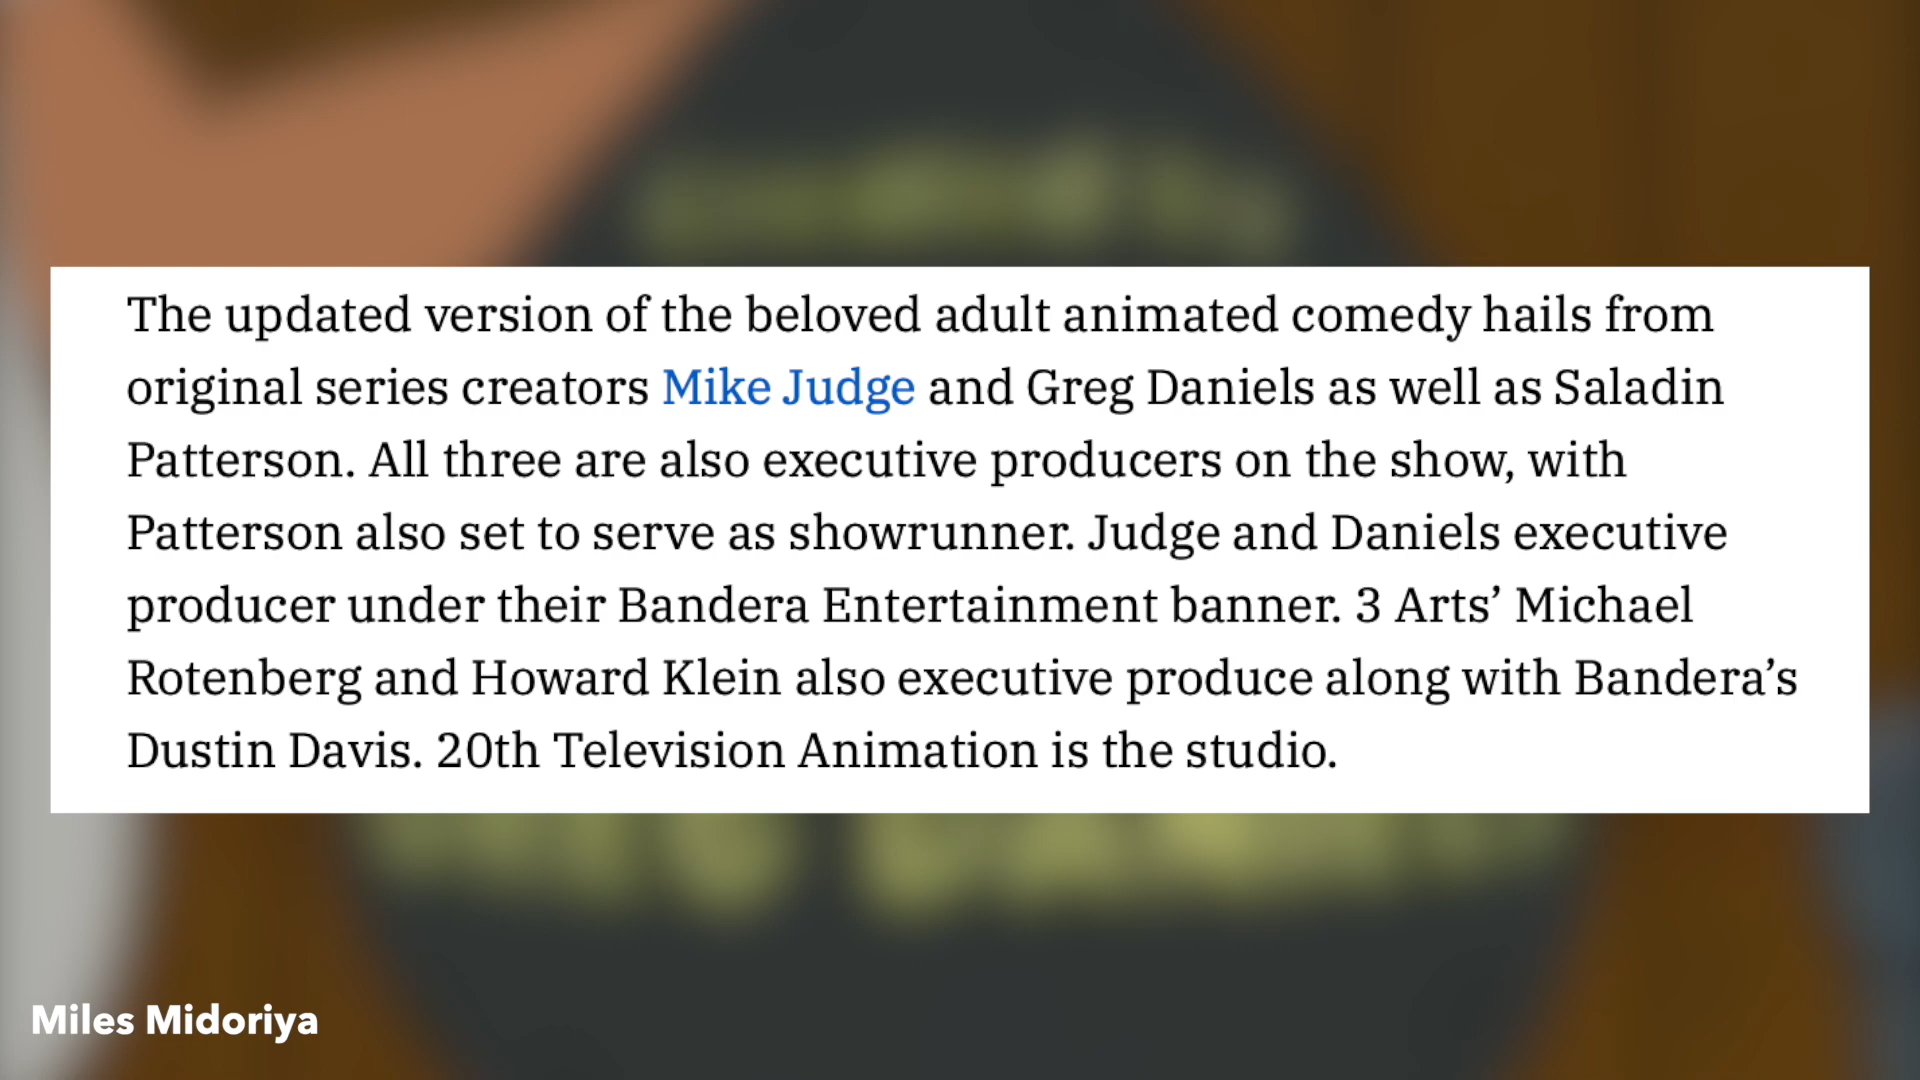 The updated version of the beloved adult animated comedy hails from
original series creators Mike Judge and Greg Daniels as well as Saladin
Patterson. All three are also executive producers on the show, with
Patterson also set to serve as showrunner. Judge and Daniels executive
producer under their Bandera Entertainment banner. 3 Arts’ Michael
Rotenberg and Howard Klein also executive produce along with Bandera’s
Dustin Davis. 20th Television Animation is the studio.
Miles Midoriya